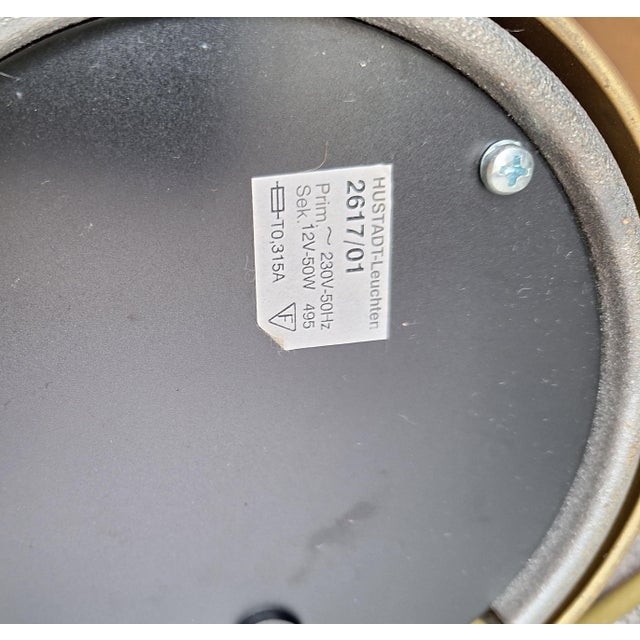 HUSTADT-Leuchten
2617/01
Prim. ~ 230V-50Hz
Sek.12V-50W 495
T0,315A F